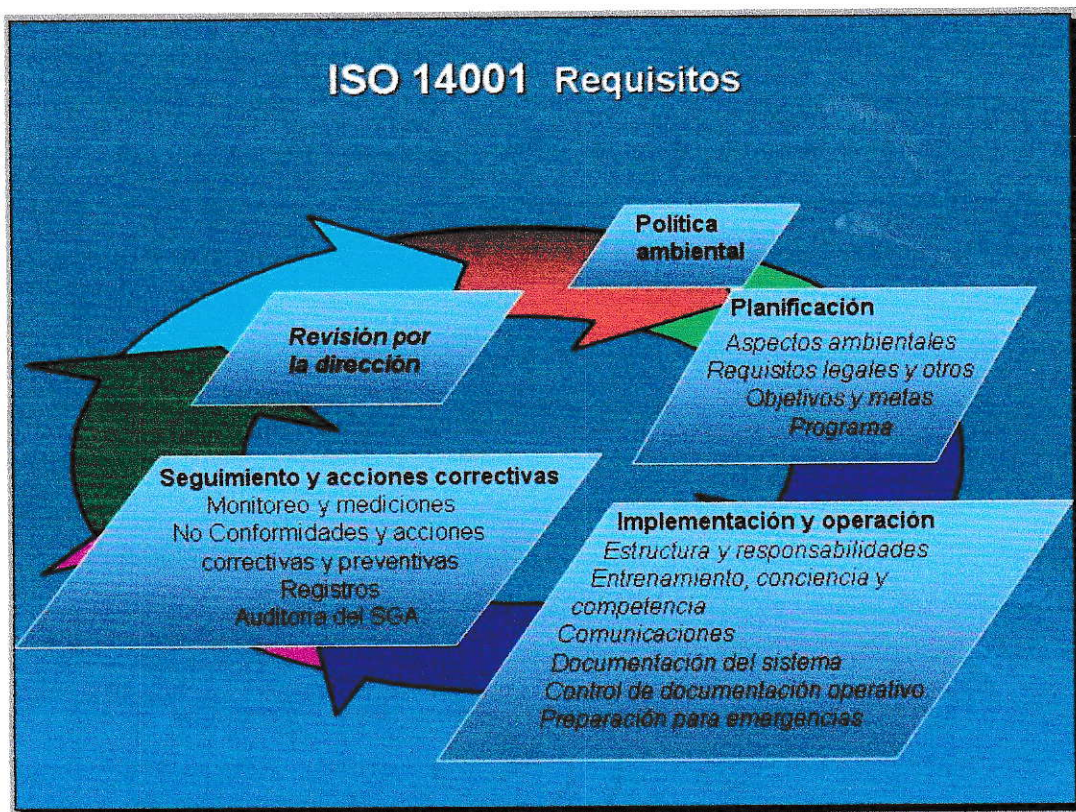 ISO 14001 Requisitos
Política
ambiental
Planificación
Aspectos ambientales
Requisitos legales y otros
Objetivos y metas
Programa
Implementación y operación
Estructura y responsabilidades
Entrenamiento, conciencia y
competencia
Comunicaciones
Documentación del sistema
Control de documentación operativo
Preparación para emergencias
Seguimiento y acciones correctivas
Monitoreo y mediciones
No Conformidades y acciones
correctivas y preventivas
Registros
Auditoria del SGA
Revisión por
la dirección